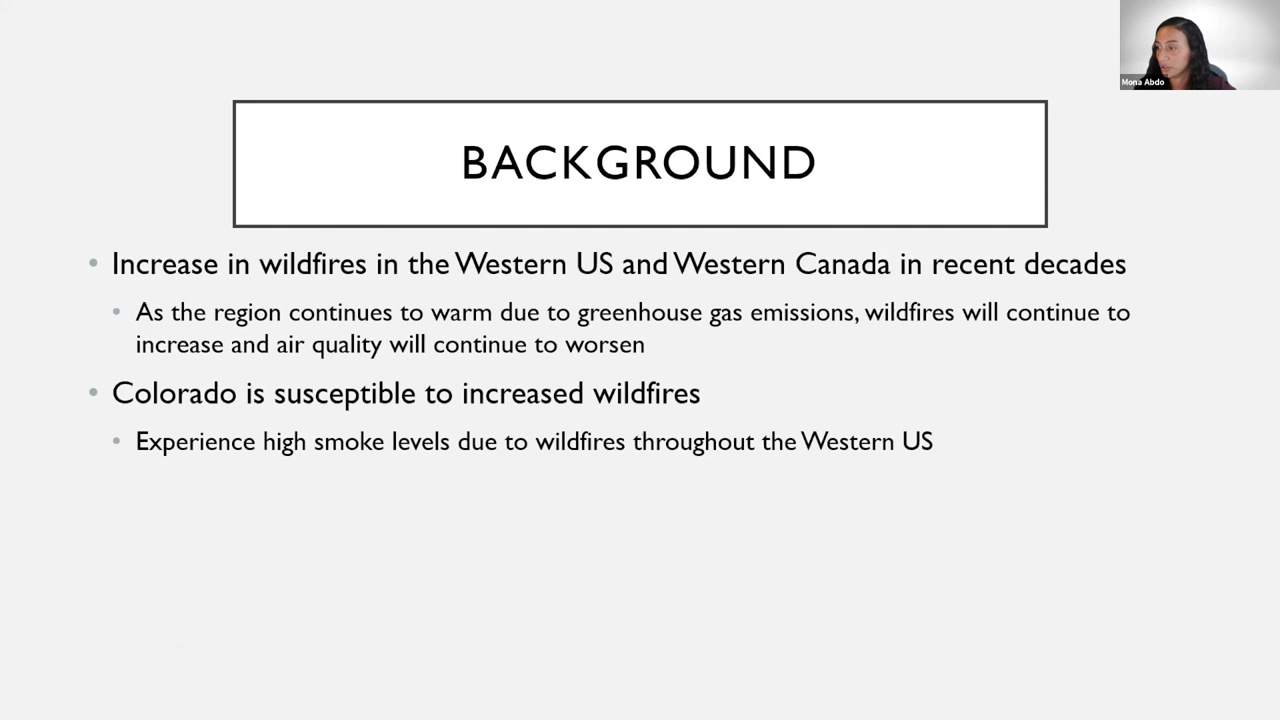 Mona Abdo
BACKGROUND
• Increase in wildfires in the Western US and Western Canada in recent decades
• As the region continues to warm due to greenhouse gas emissions, wildfires will continue to
increase and air quality will continue to worsen
• Colorado is susceptible to increased wildfires
• Experience high smoke levels due to wildfires throughout the Western US